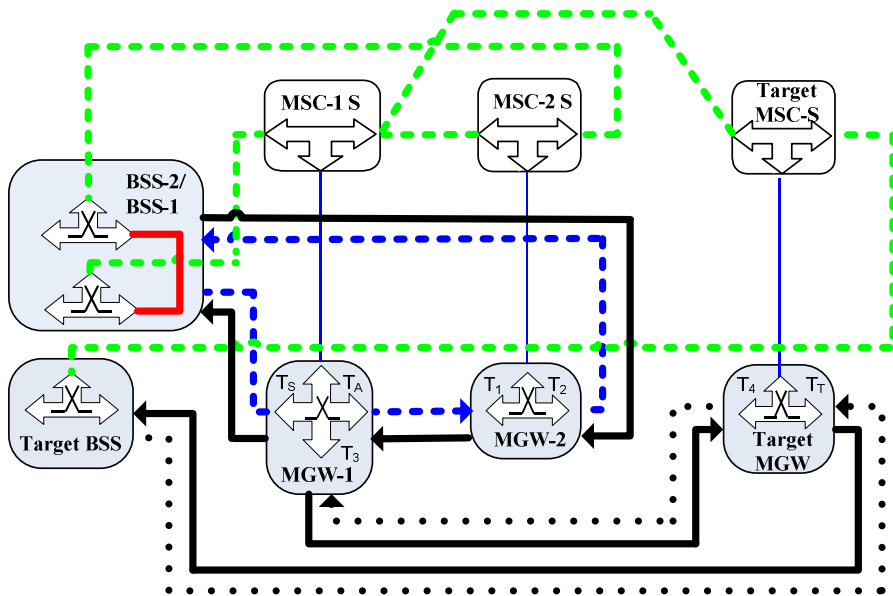 MSC-1 S
MSC-2 S
Target
MSC-S
BSS-2/
BSS-1
Target BSS
TS
TA
T3
MGW-1
T1
T2
MGW-2
T4
TT
Target
MGW